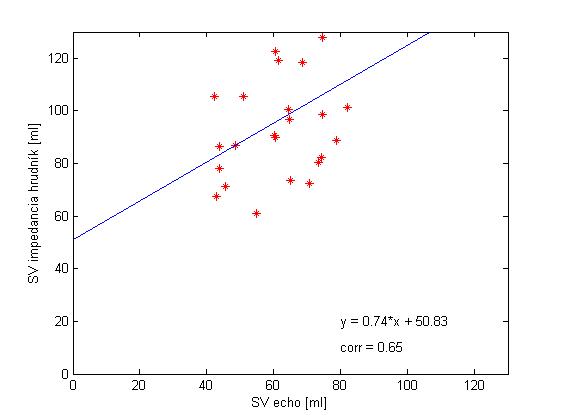 120
100
80
60
40
20
0
SV impedancia hrudník [ml]
y = 0.74*x + 50.83
corr = 0.65
0 20 40 60 80 100 120
SV echo [ml]